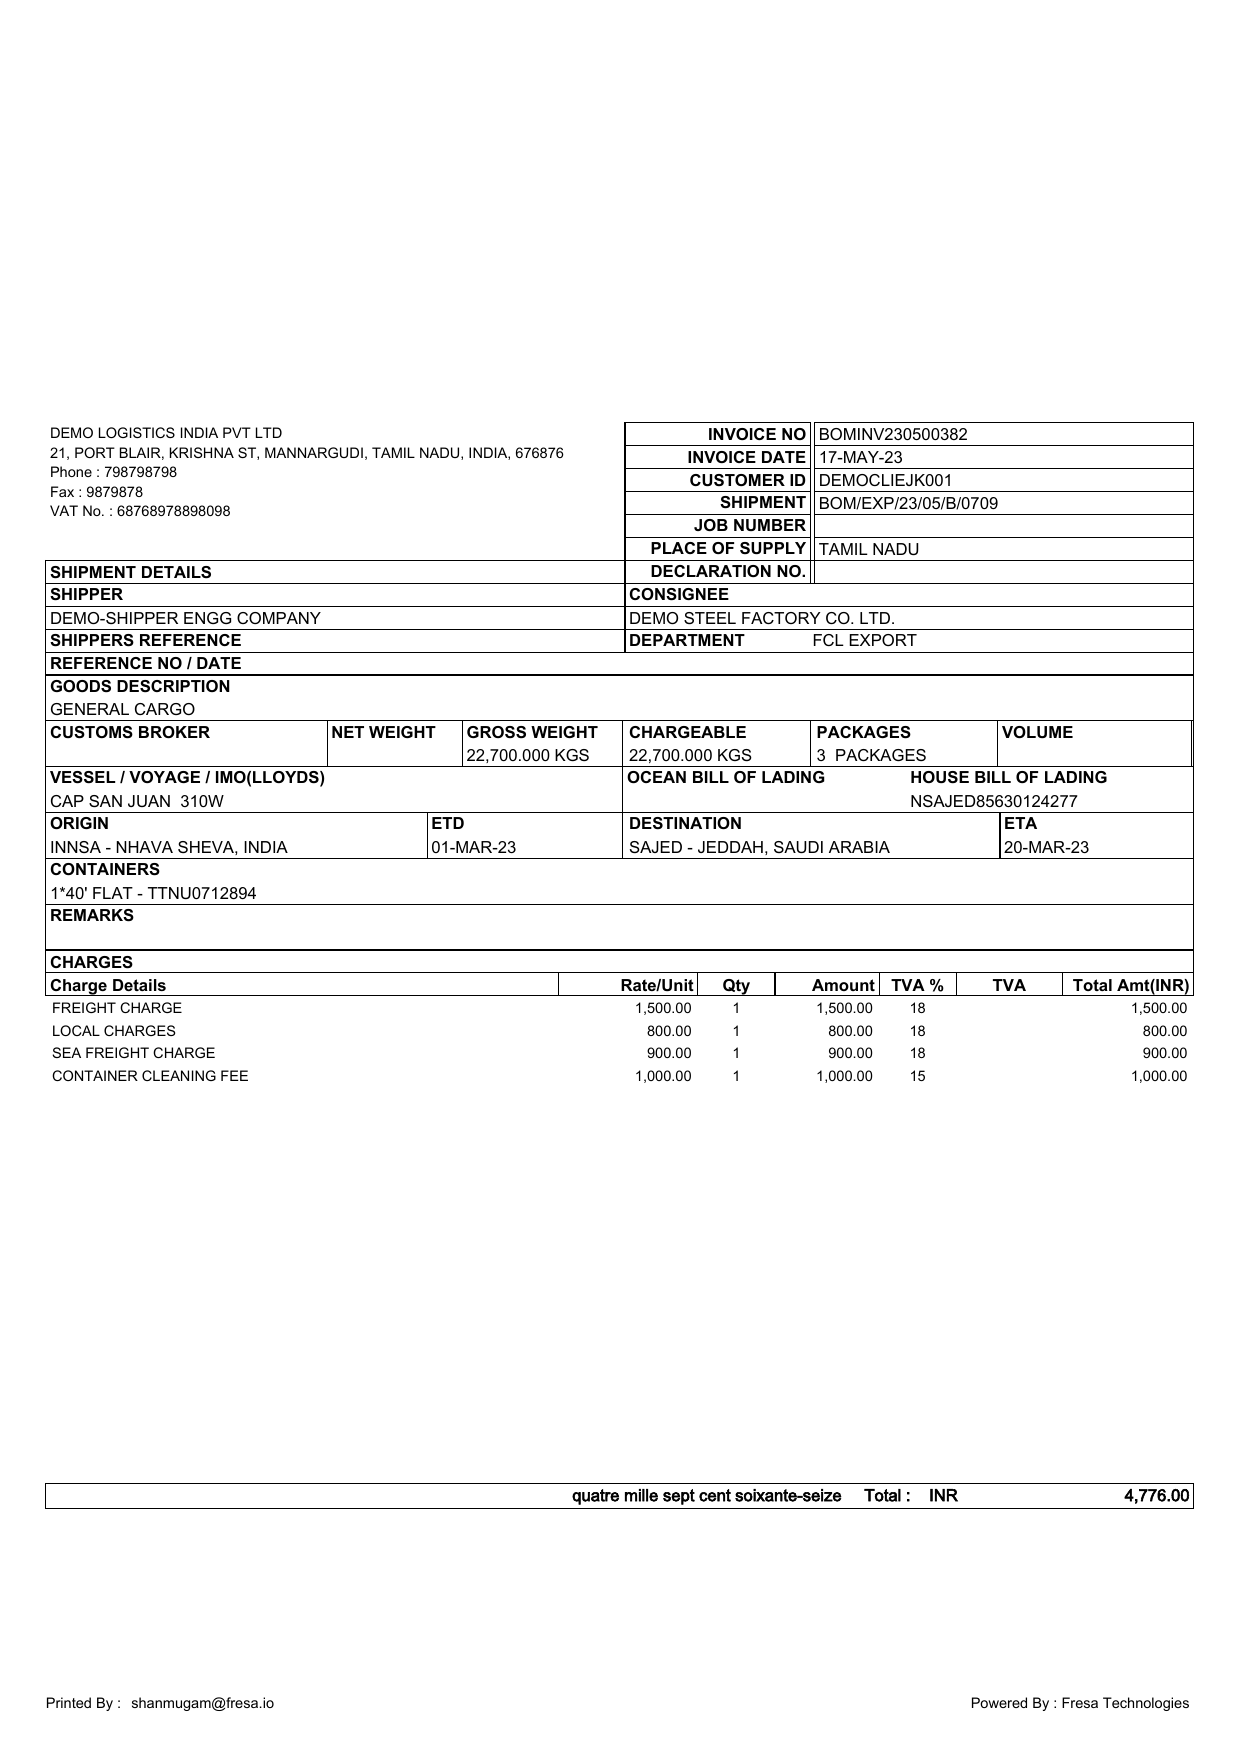 DEMO LOGISTICS INDIA PVT LTD
21, PORT BLAIR, KRISHNA ST, MANNARGUDI, TAMIL NADU, INDIA, 676876
Phone : 798798798
Fax : 9879878
VAT No. : 68768978898098
INVOICE NO BOMINV230500382
INVOICE DATE 17-MAY-23
CUSTOMER ID DEMOCLIEJK001
SHIPMENT BOM/EXP/23/05/B/0709
JOB NUMBER
PLACE OF SUPPLY TAMIL NADU
SHIPMENT DETAILS DECLARATION NO.
SHIPPER CONSIGNEE
DEMO-SHIPPER ENGG COMPANY DEMO STEEL FACTORY CO. LTD.
SHIPPERS REFERENCE DEPARTMENT FCL EXPORT
REFERENCE NO / DATE
GOODS DESCRIPTION
GENERAL CARGO
CUSTOMS BROKER NET WEIGHT GROSS WEIGHT CHARGEABLE PACKAGES VOLUME
22,700.000 KGS 22,700.000 KGS 3 PACKAGES
VESSEL / VOYAGE / IMO(LLOYDS) OCEAN BILL OF LADING HOUSE BILL OF LADING
CAP SAN JUAN 310W NSAJED85630124277
ORIGIN ETD DESTINATION ETA
INNSA - NHAVA SHEVA, INDIA 01-MAR-23 SAJED - JEDDAH, SAUDI ARABIA 20-MAR-23
CONTAINERS
1*40' FLAT - TTNU0712894
REMARKS
CHARGES
Charge Details Rate/Unit Qty Amount TVA % TVA Total Amt(INR)
FREIGHT CHARGE 1,500.00 1 1,500.00 18 1,500.00
LOCAL CHARGES 800.00 1 800.00 18 800.00
SEA FREIGHT CHARGE 900.00 1 900.00 18 900.00
CONTAINER CLEANING FEE 1,000.00 1 1,000.00 15 1,000.00
quatre mille sept cent soixante-seize Total : INR 4,776.00
Printed By : shanmugam@fresa.io Powered By : Fresa Technologies